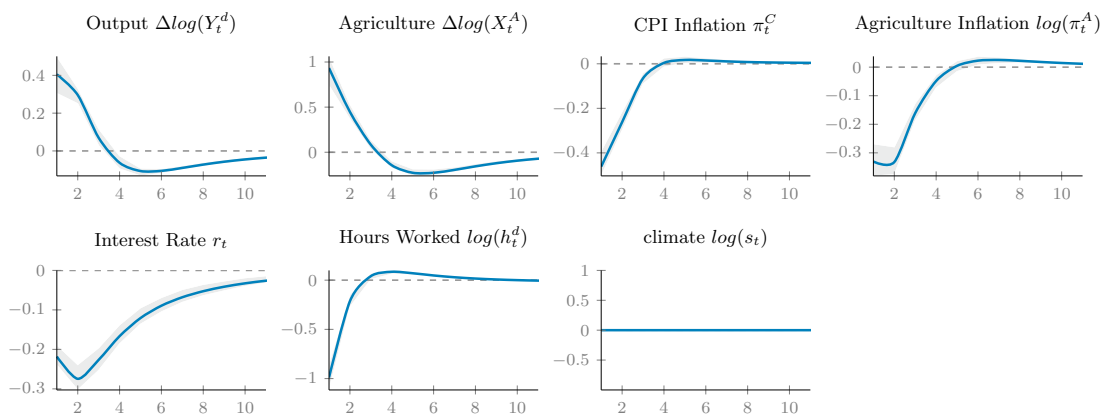 Output Δlog(Y_t^d)
0.4
0.2
0
2 4 6 8 10
Agriculture Δlog(X_t^A)
1
0.5
0
2 4 6 8 10
CPI Inflation π_t^C
0
−0.2
−0.4
2 4 6 8 10
Agriculture Inflation log(π_t^A)
0
−0.1
−0.2
−0.3
2 4 6 8 10
Interest Rate r_t
0
−0.1
−0.2
−0.3
2 4 6 8 10
Hours Worked log(h_t^d)
0
−0.5
−1
2 4 6 8 10
climate log(s_t)
1
0.5
0
−0.5
2 4 6 8 10